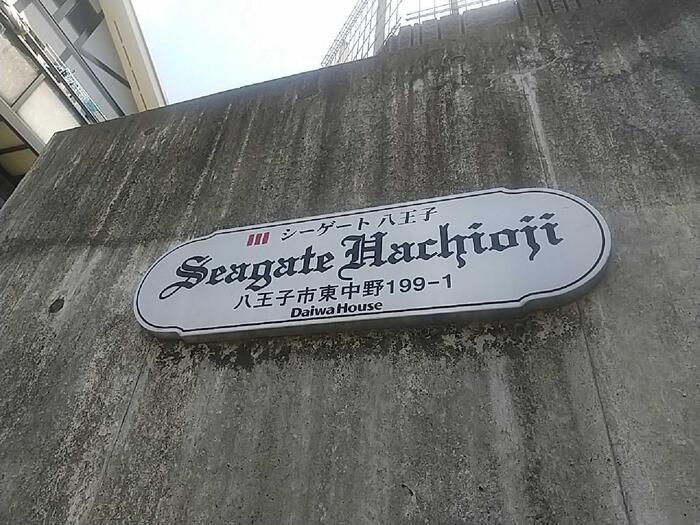 シーゲート 八王子
Seagate Hachioji
八王子市東中野199-1
Daiwa House